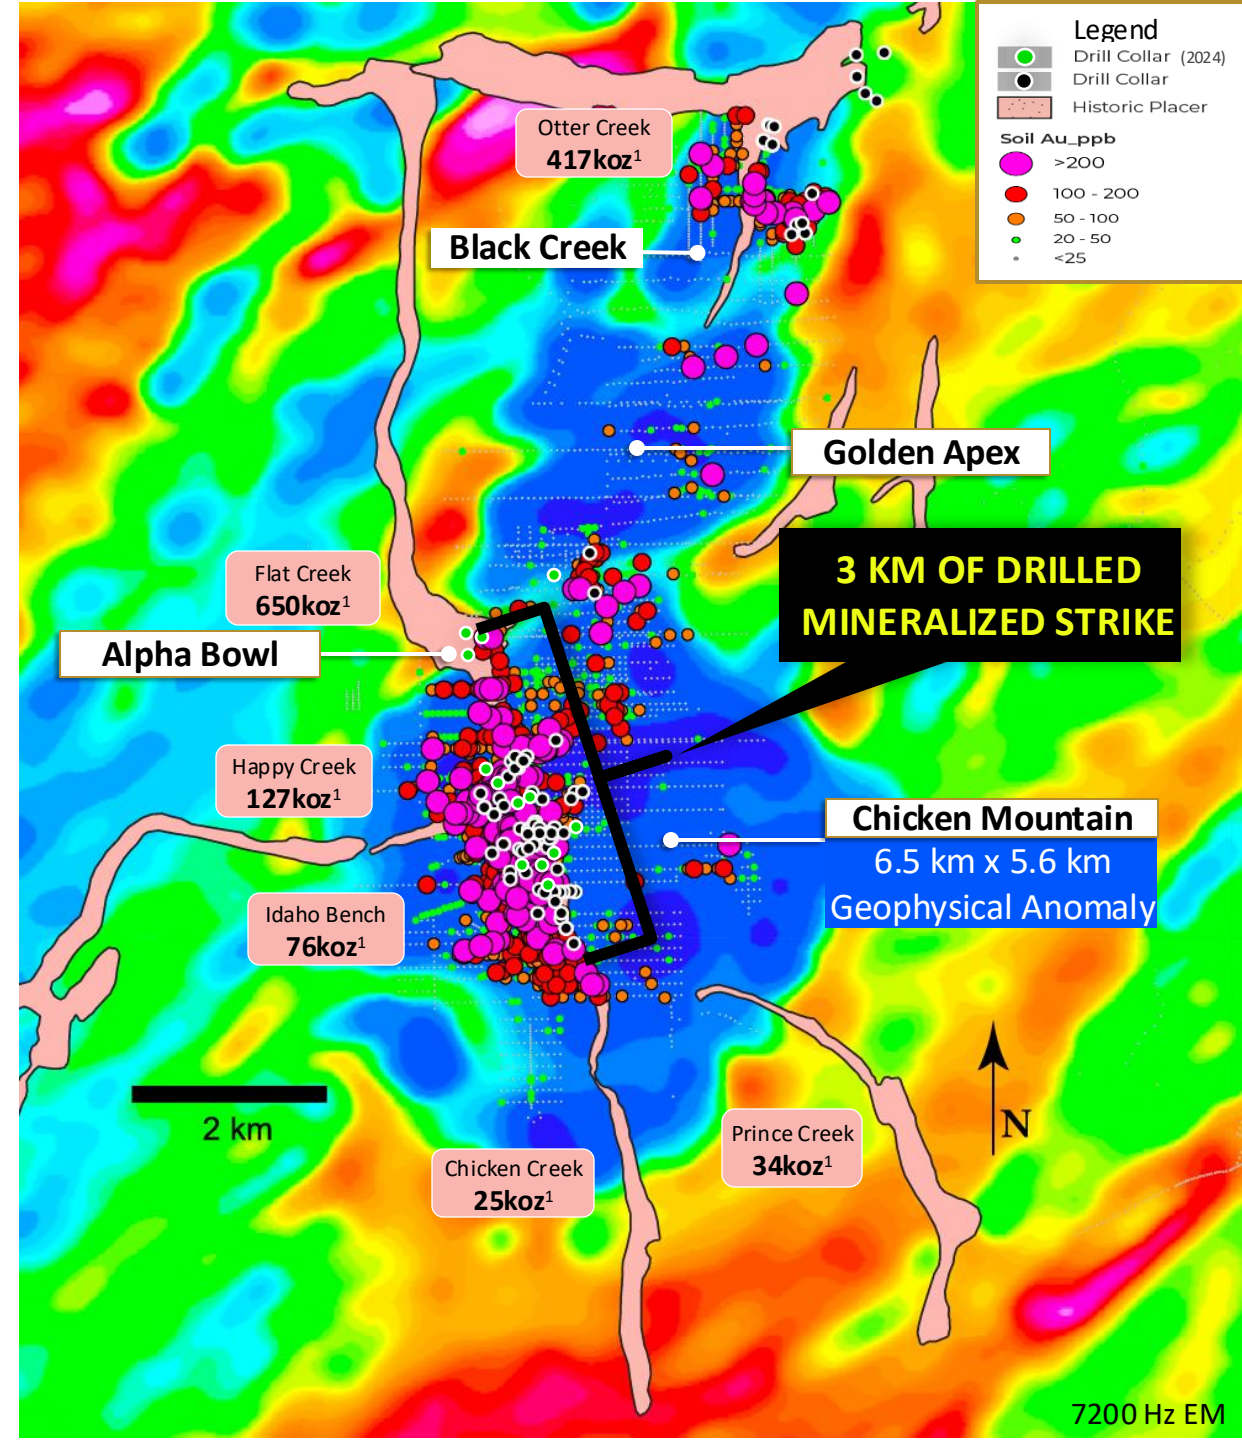 Legend
Drill Collar (2024)
Drill Collar
Historic Placer
Soil Au_ppb
>200
100 - 200
50 - 100
20 - 50
<25
Otter Creek
417koz¹
Black Creek
Golden Apex
3 KM OF DRILLED
MINERALIZED STRIKE
Flat Creek
650koz¹
Alpha Bowl
Happy Creek
127koz¹
Chicken Mountain
6.5 km x 5.6 km
Geophysical Anomaly
Idaho Bench
76koz¹
2 km
N
Prince Creek
34koz¹
Chicken Creek
25koz¹
7200 Hz EM